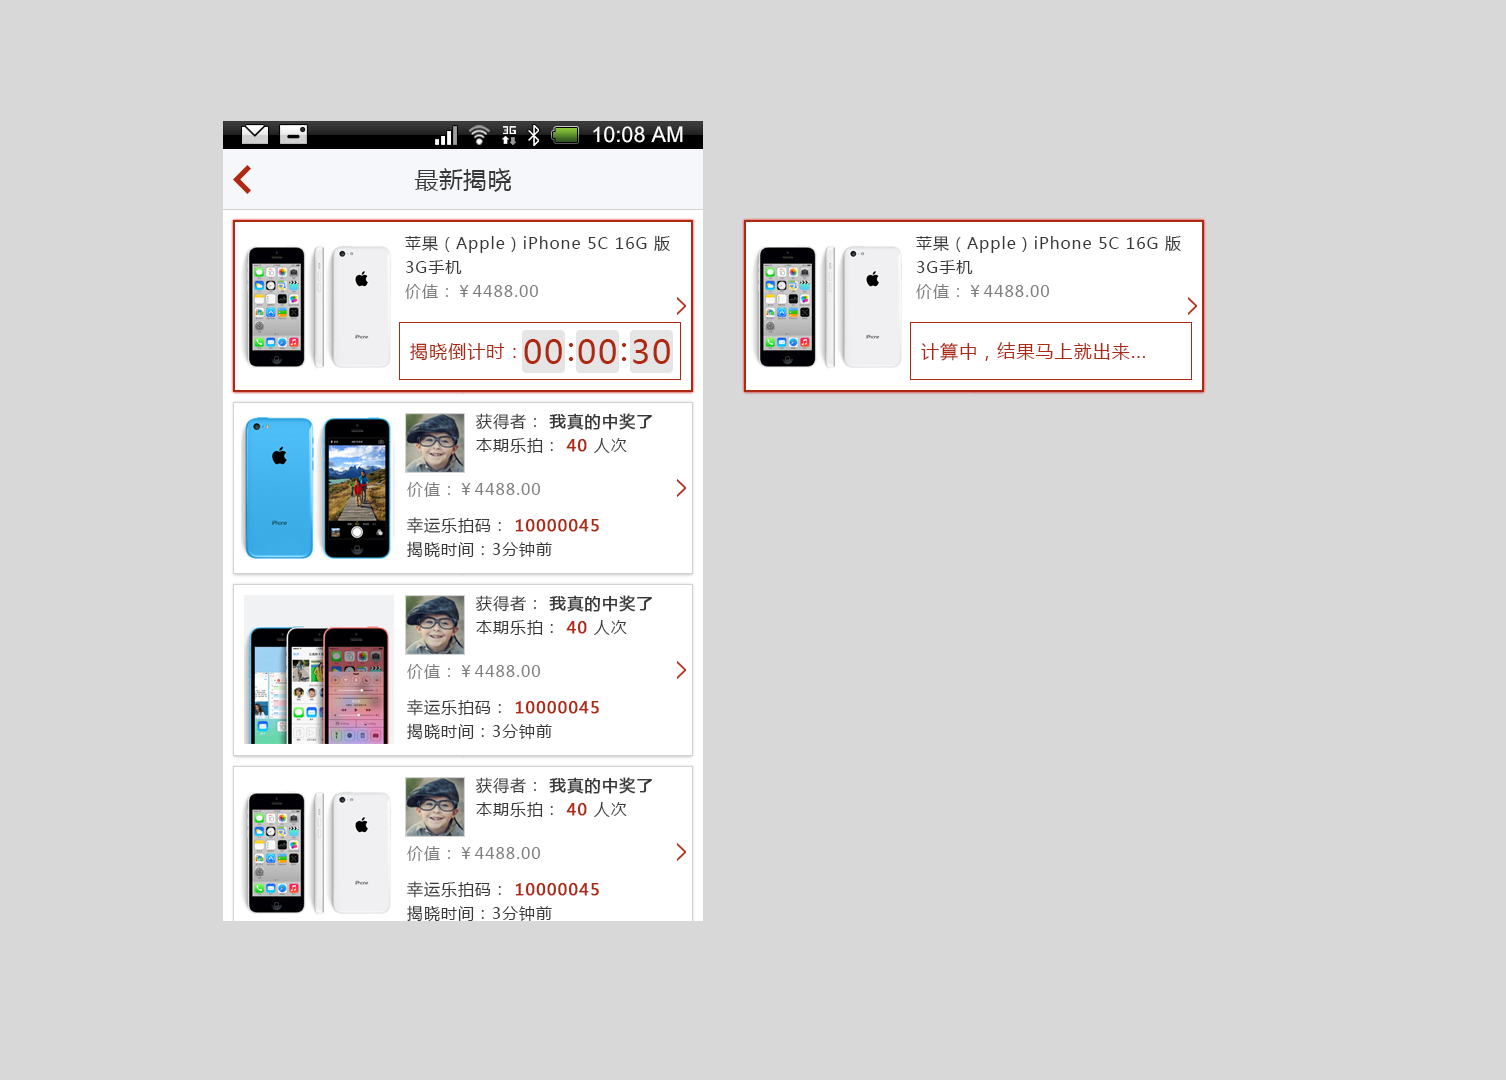 3G
10:08 AM
最新揭晓
苹果（Apple）iPhone 5C 16G 版
3G手机
价值：￥4488.00
揭晓倒计时：00:00:30
iPhone
获得者： 我真的中奖了
本期乐拍： 40 人次
价值：￥4488.00
幸运乐拍码： 10000045
揭晓时间：3分钟前
iPhone
获得者： 我真的中奖了
本期乐拍： 40 人次
价值：￥4488.00
幸运乐拍码： 10000045
揭晓时间：3分钟前
获得者： 我真的中奖了
本期乐拍： 40 人次
价值：￥4488.00
幸运乐拍码： 10000045
揭晓时间：3分钟前
iPhone
苹果（Apple）iPhone 5C 16G 版
3G手机
价值：￥4488.00
计算中，结果马上就出来...
iPhone